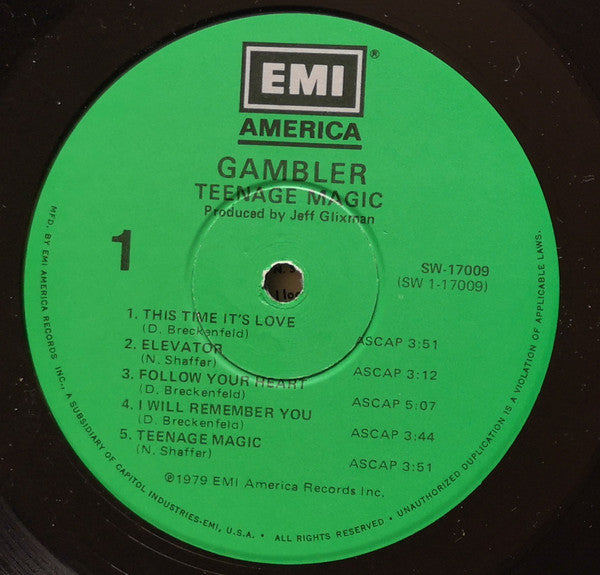 EMI®
AMERICA
GAMBLER
TEENAGE MAGIC
Produced by Jeff Glixman
1
SW-17009
(SW 1-17009)
1. THIS TIME IT'S LOVE
(D. Breckenfeld) ASCAP 3:51
2. ELEVATOR
(N. Shaffer) ASCAP 3:12
3. FOLLOW YOUR HEART
(D. Breckenfeld) ASCAP 5:07
4. I WILL REMEMBER YOU
(D. Breckenfeld) ASCAP 3:44
5. TEENAGE MAGIC
(N. Shaffer) ASCAP 3:51
℗1979 EMI America Records Inc.
MFD. BY EMI AMERICA RECORDS INC., A SUBSIDIARY OF CAPITOL INDUSTRIES-EMI, U.S.A. • ALL RIGHTS RESERVED • UNAUTHORIZED DUPLICATION IS A VIOLATION OF APPLICABLE LAWS.